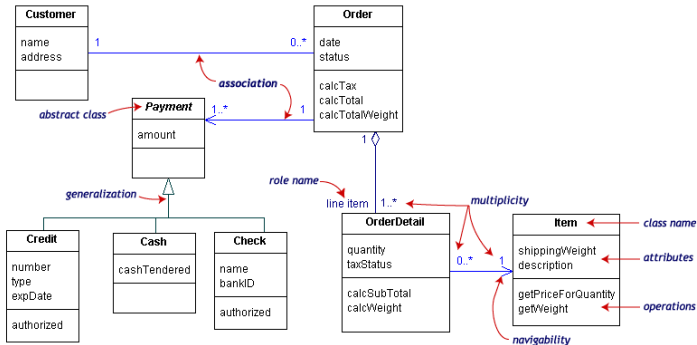 Customer
name
address
1
0..*
Order
date
status
calcTax
calcTotal
calcTotalWeight
association
abstract class
Payment
amount
1..*
1
generalization
1
role name
line item
1..*
multiplicity
Credit
number
type
expDate
authorized
Cash
cashTendered
Check
name
bankID
authorized
OrderDetail
quantity
taxStatus
calcSubTotal
calcWeight
0..*
1
Item
shippingWeight
description
getPriceForQuantity
getWeight
class name
attributes
operations
navigability